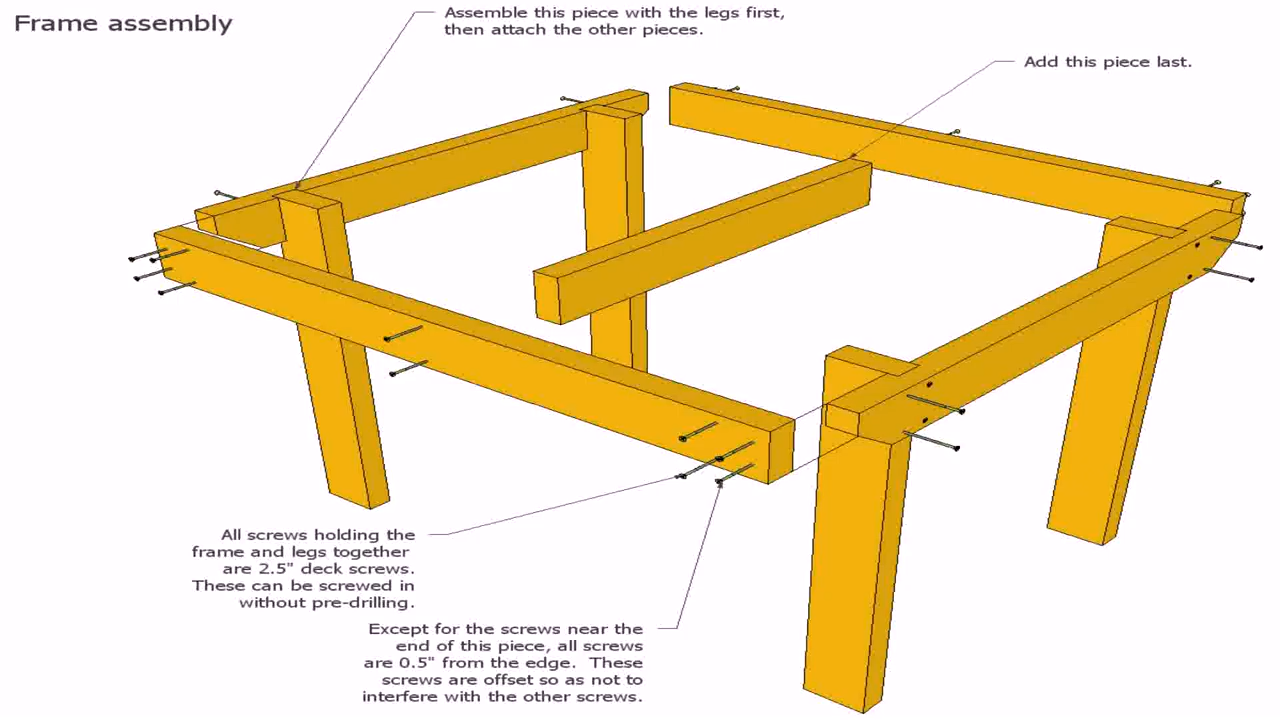 Frame assembly
Assemble this piece with the legs first,
then attach the other pieces.
Add this piece last.
All screws holding the
frame and legs together
are 2.5" deck screws.
These can be screwed in
without pre-drilling.
Except for the screws near the
end of this piece, all screws
are 0.5" from the edge.  These
screws are offset so as not to
interfere with the other screws.